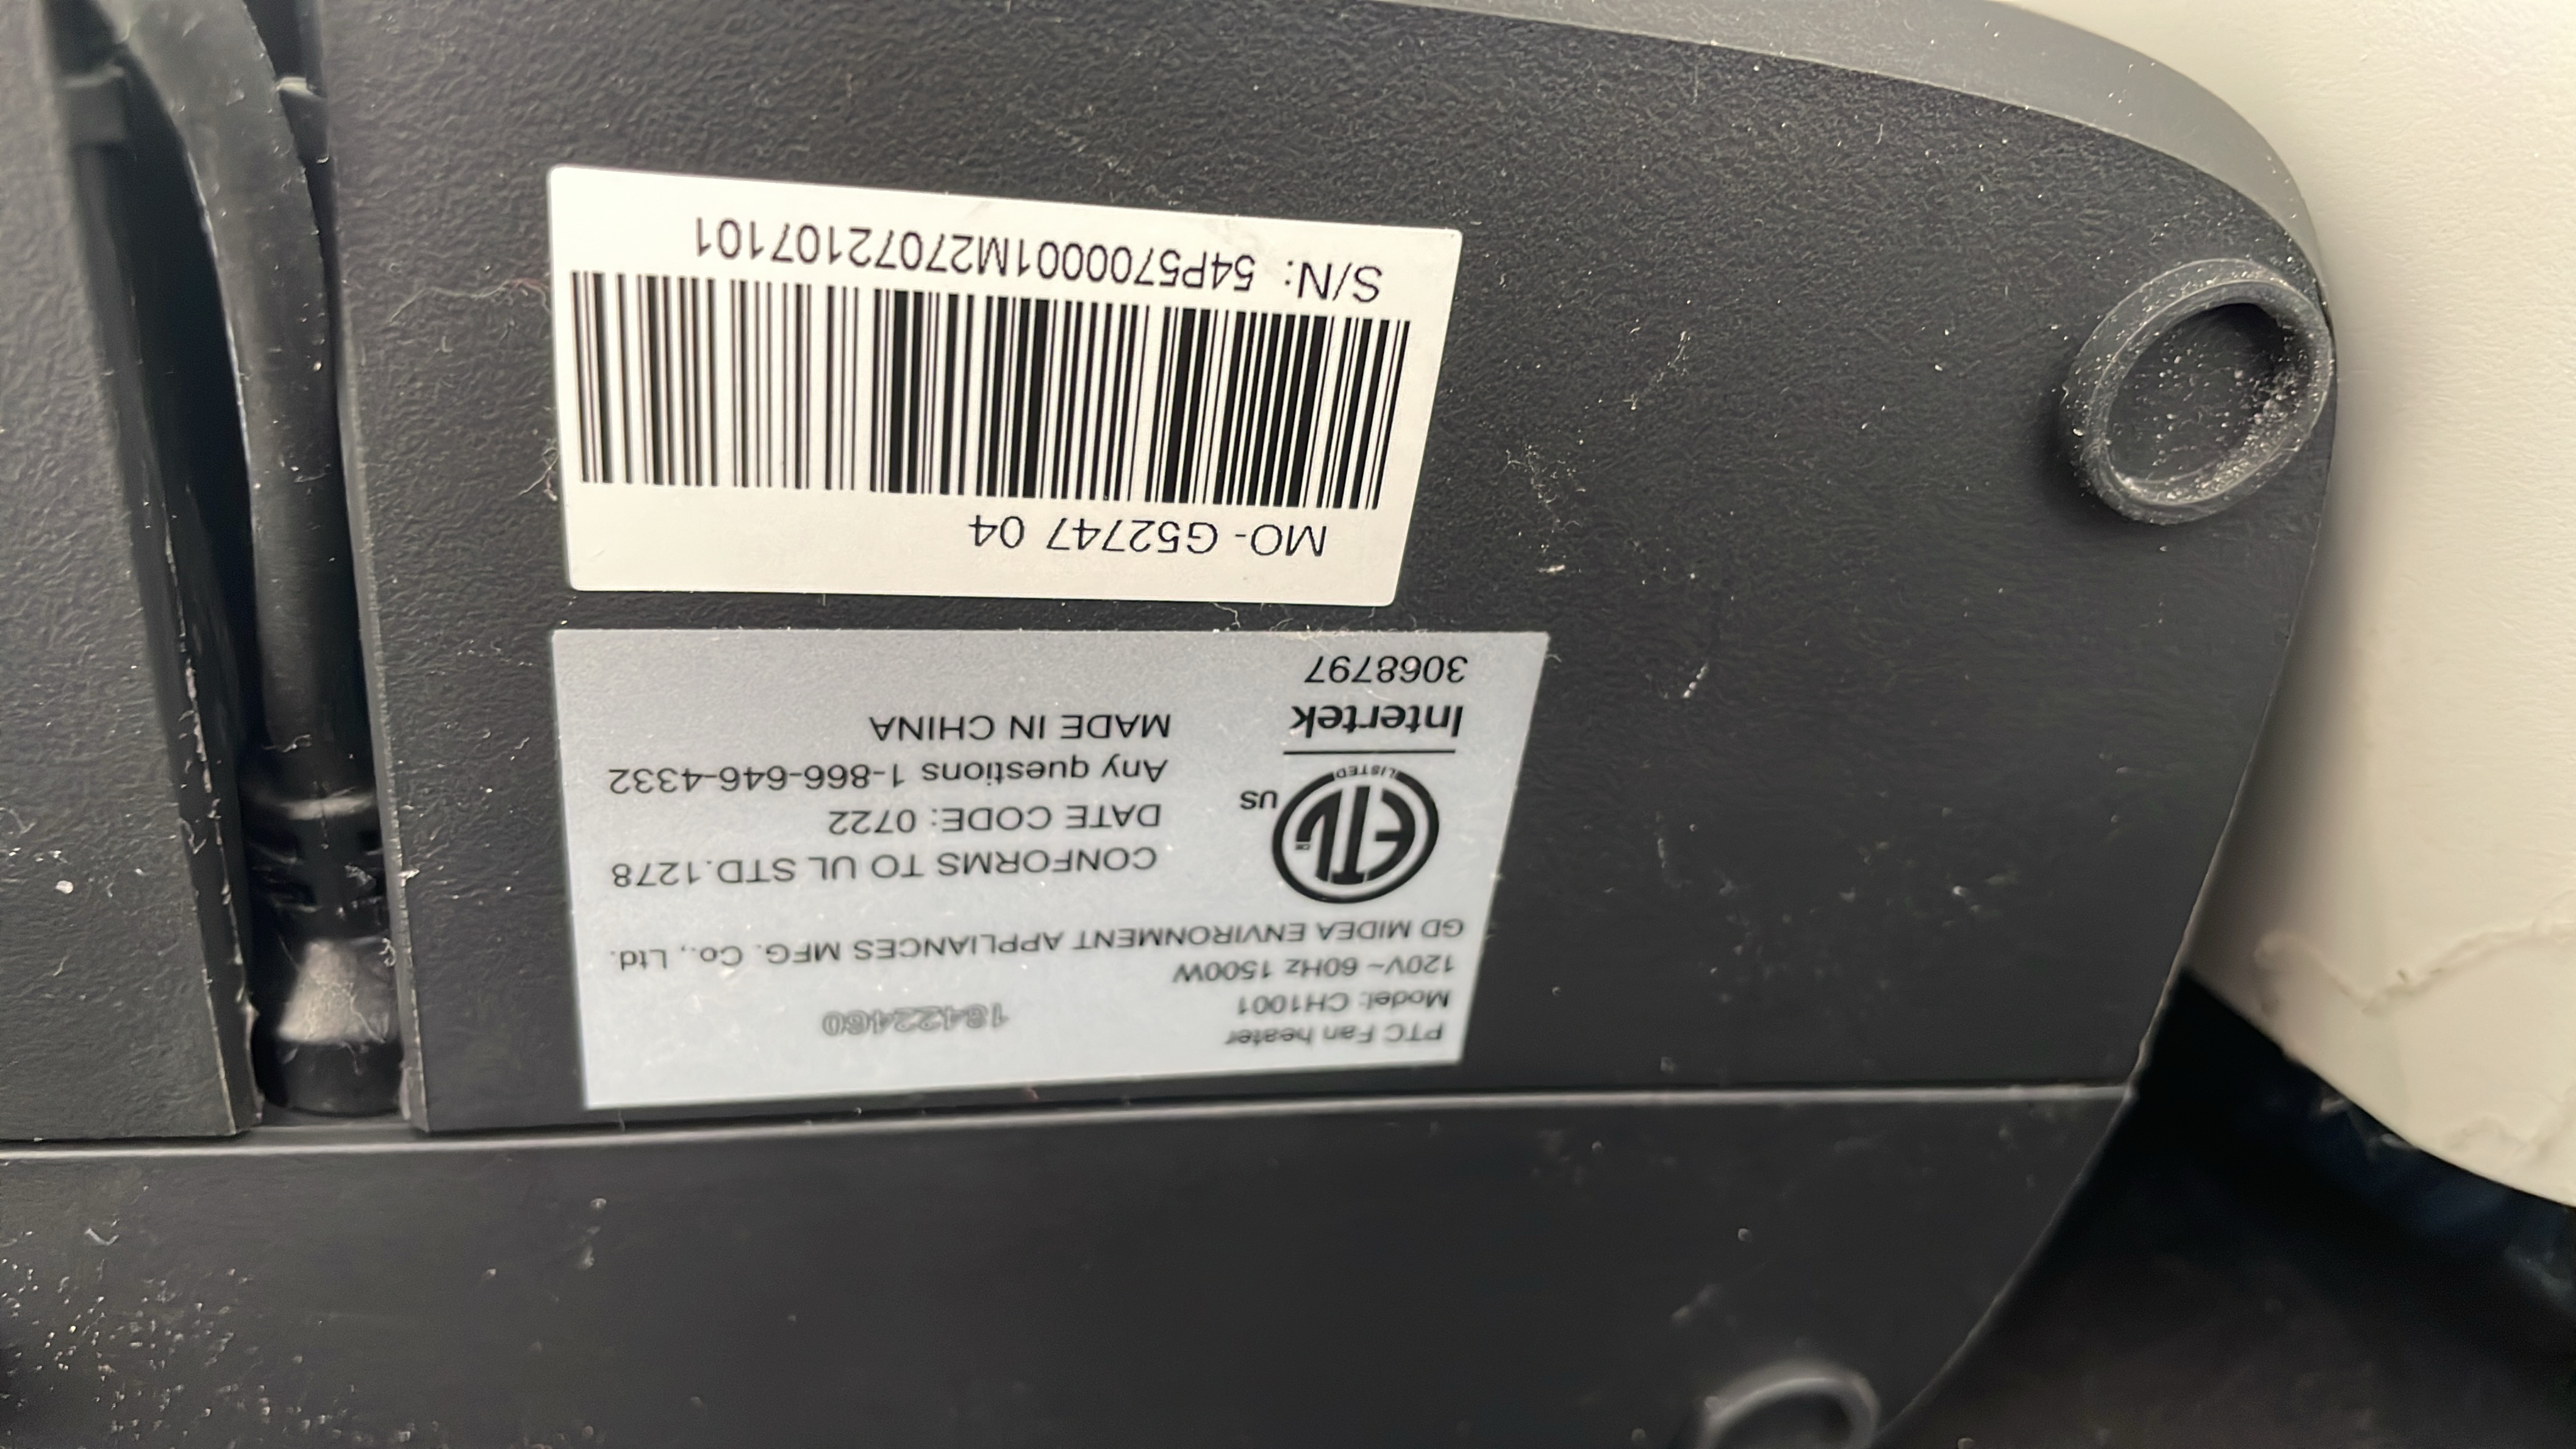 PTC Fan heater
Model: CH1001
18422460
120V~60Hz 1500W
GD MIDEA ENVIRONMENT APPLIANCES MFG. Co., Ltd.
ETL
CM
LISTED
US
Intertek
3068797
CONFORMS TO UL STD.1278
DATE CODE: 0722
Any questions 1-866-646-4332
MADE IN CHINA
MO- G52747 04
S/N: 54P5700001M27072107101